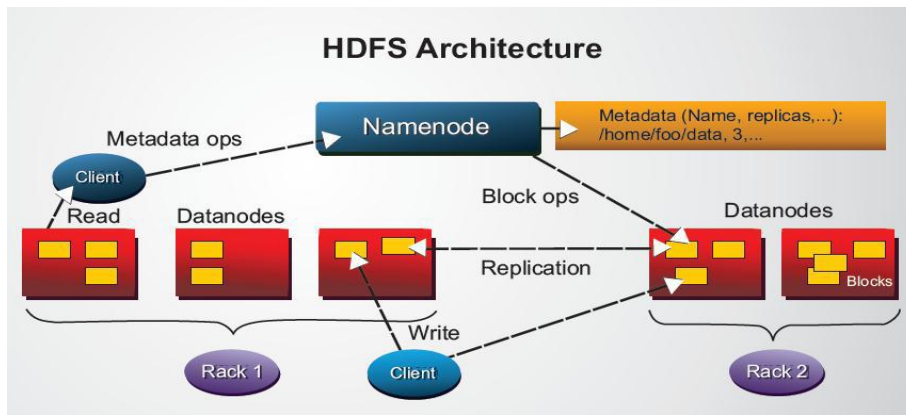 HDFS Architecture
Namenode
Metadata (Name, replicas,...):
/home/foo/data, 3,...
Metadata ops
Client
Block ops
Read
Datanodes
Datanodes
Replication
Blocks
Write
Rack 1
Client
Rack 2